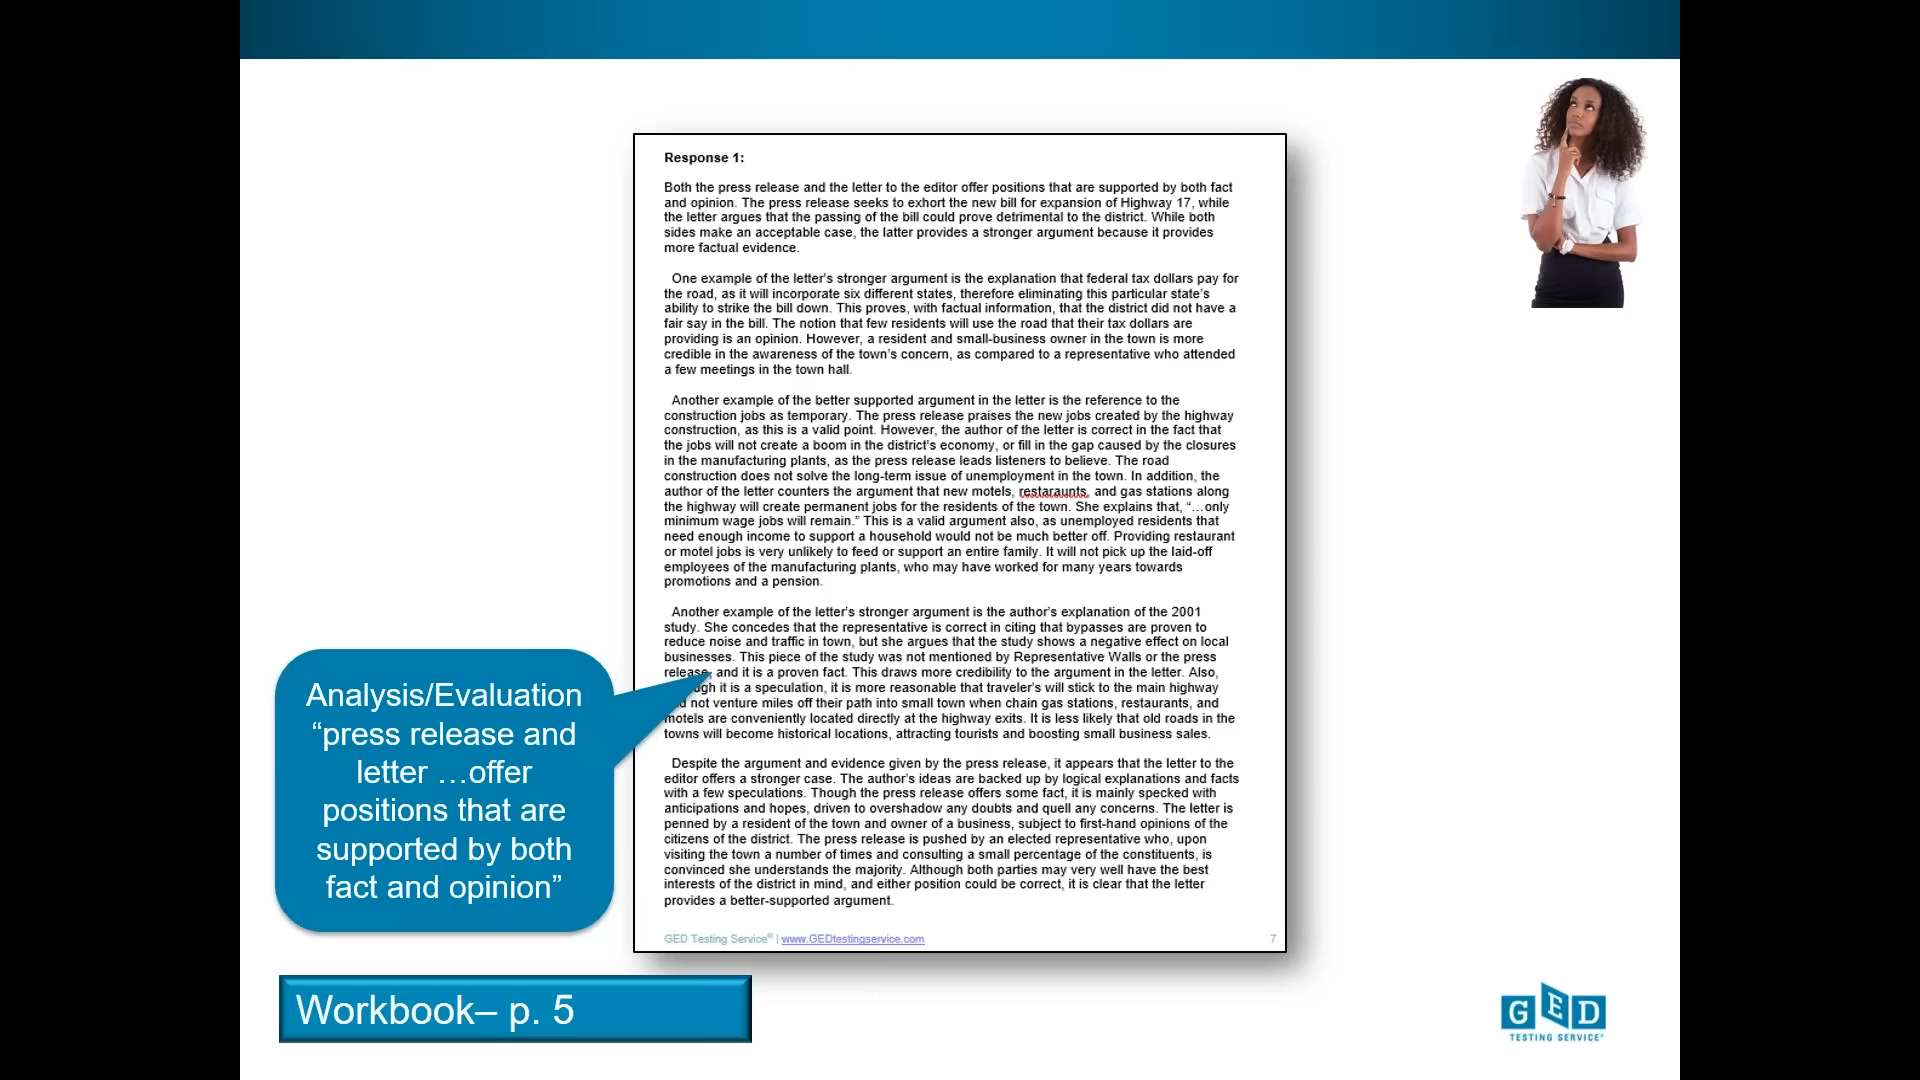 Response 1:
Both the press release and the letter to the editor offer positions that are supported by both fact
and opinion. The press release seeks to exhort the new bill for expansion of Highway 17, while
the letter argues that the passing of the bill could prove detrimental to the district. While both
sides make an acceptable case, the latter provides a stronger argument because it provides
more factual evidence.
One example of the letter's stronger argument is the explanation that federal tax dollars pay for
the road, as it will incorporate six different states, therefore eliminating this particular state's
ability to strike the bill down. This proves, with factual information, that the district did not have a
fair say in the bill. The notion that few residents will use the road that their tax dollars are
providing is an opinion. However, a resident and small-business owner in the town is more
credible in the awareness of the town's concern, as compared to a representative who attended
a few meetings in the town hall.
Another example of the better supported argument in the letter is the reference to the
construction jobs as temporary. The press release praises the new jobs created by the highway
construction, as this is a valid point. However, the author of the letter is correct in the fact that
the jobs will not create a boom in the district's economy, or fill in the gap caused by the closures
in the manufacturing plants, as the press release leads listeners to believe. The road
construction does not solve the long-term issue of unemployment in the town. In addition, the
author of the letter counters the argument that new motels, restaraunts, and gas stations along
the highway will create permanent jobs for the residents of the town. She explains that, “…only
minimum wage jobs will remain.” This is a valid argument also, as unemployed residents that
need enough income to support a household would not be much better off. Providing restaurant
or motel jobs is very unlikely to feed or support an entire family. It will not pick up the laid-off
employees of the manufacturing plants, who may have worked for many years towards
promotions and a pension.
Another example of the letter's stronger argument is the author's explanation of the 2001
study. She concedes that the representative is correct in citing that bypasses are proven to
reduce noise and traffic in town, but she argues that the study shows a negative effect on local
businesses. This piece of the study was not mentioned by Representative Walls or the press
release, and it is a proven fact. This draws more credibility to the argument in the letter. Also,
it is a speculation, it is more reasonable that traveler's will stick to the main highway
not venture miles off their path into small town when chain gas stations, restaurants, and
motels are conveniently located directly at the highway exits. It is less likely that old roads in the
towns will become historical locations, attracting tourists and boosting small business sales.
Despite the argument and evidence given by the press release, it appears that the letter to the
editor offers a stronger case. The author's ideas are backed up by logical explanations and facts
with a few speculations. Though the press release offers some fact, it is mainly specked with
anticipations and hopes, driven to overshadow any doubts and quell any concerns. The letter is
penned by a resident of the town and owner of a business, subject to first-hand opinions of the
citizens of the district. The press release is pushed by an elected representative who, upon
visiting the town a number of times and consulting a small percentage of the constituents, is
convinced she understands the majority. Although both parties may very well have the best
interests of the district in mind, and either position could be correct, it is clear that the letter
provides a better-supported argument.
GED Testing Service® | www.GEDtestingservice.com 7
Analysis/Evaluation
“press release and
letter …offer
positions that are
supported by both
fact and opinion”
Workbook– p. 5
GED
TESTING SERVICE®